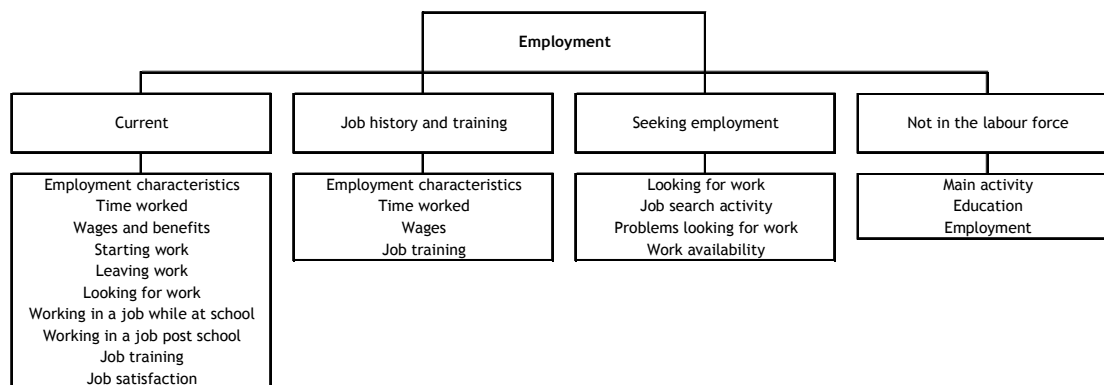 Employment
Current
Job history and training
Seeking employment
Not in the labour force
Employment characteristics
Time worked
Wages and benefits
Starting work
Leaving work
Looking for work
Working in a job while at school
Working in a job post school
Job training
Job satisfaction
Employment characteristics
Time worked
Wages
Job training
Looking for work
Job search activity
Problems looking for work
Work availability
Main activity
Education
Employment